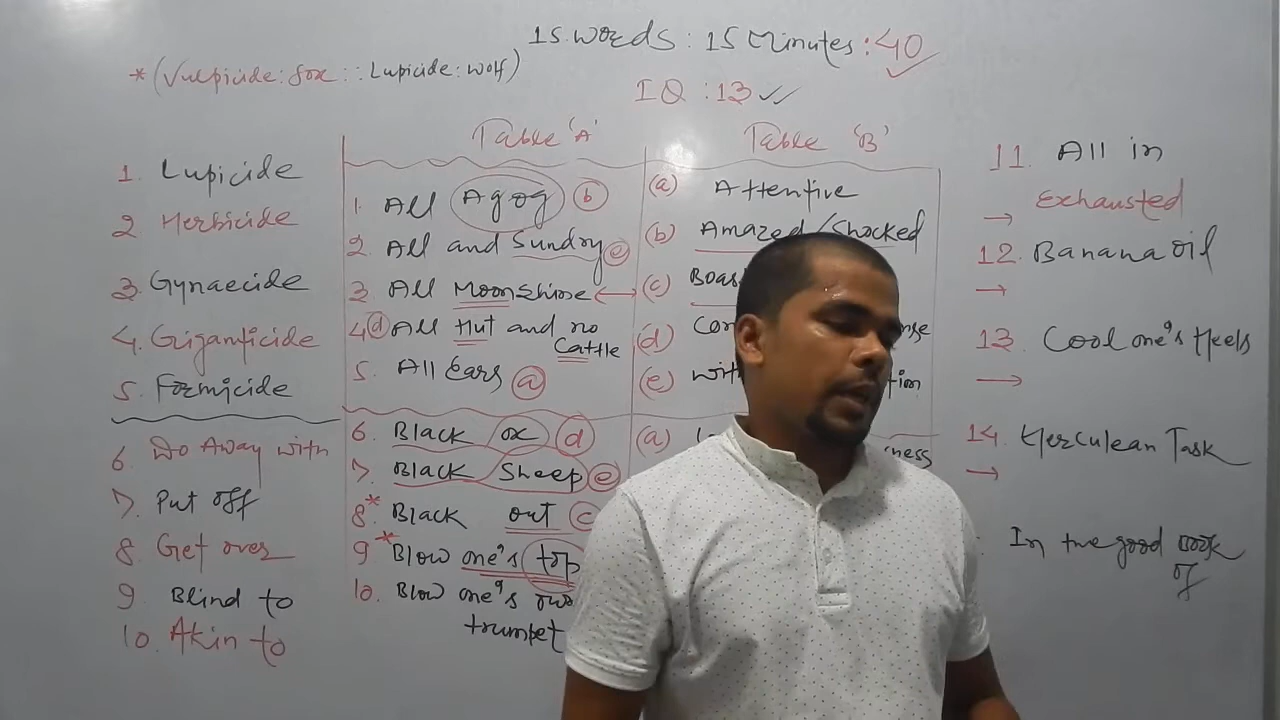 15 words : 15 Minutes : 40
*(Vulpicide : fox :: Lupicide : wolf)
IQ : 13
Table 'A'
Table 'B'
1. Lupicide
2 Herbicide
3. Gynaecide
4. Giganticide
5. Formicide
6. Do Away with
7. Put off
8. Get over
9. Blind to
10. Akin to
1. All Agog (b)
2. All and Sundry (e)
3. All Moonshine
4. (d) All Hut and no
Cattle
5. All Ears (a)
6. Black ox (d)
7. Black Sheep (e)
8* Black out (c
9* Blow one's top
10. Blow one's own
trumpet
(a) Attentive
(b) Amazed/Shocked
(c)
(d)
(e)
(a)
11. All in
→ Exhausted
12. Banana oil
→
13. Cool one's Heels
→
14. Herculean Task
→
In the good book
of